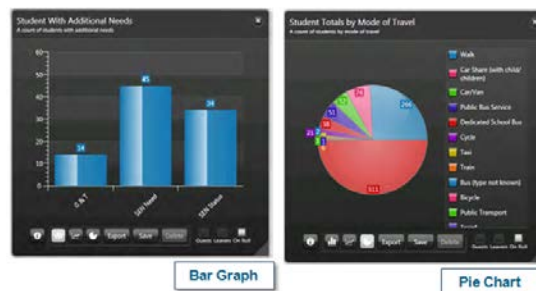 Student With Additional Needs
A count of students with additional needs
60
50
40
30
20
10
0
14
45
34
G & T
SEN Need
SEN Status
Export
Save
Delete
Guests Leavers On Roll
Bar Graph
Student Totals by Mode of Travel
A count of students by mode of travel
266
511
Walk
Car Share (with child/
children)
Car/Van
Public Bus Service
Dedicated School Bus
Cycle
Taxi
Train
Bus (type not known)
Bicycle
Public Transport
Export
Save
Delete
Guests Leavers On Roll
Pie Chart